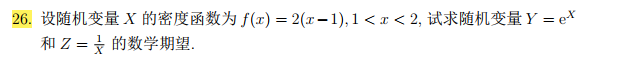 26. 设随机变量 X 的密度函数为 f(x) = 2(x−1), 1 < x < 2, 试求随机变量 Y = e^X
和 Z = 1/X 的数学期望.